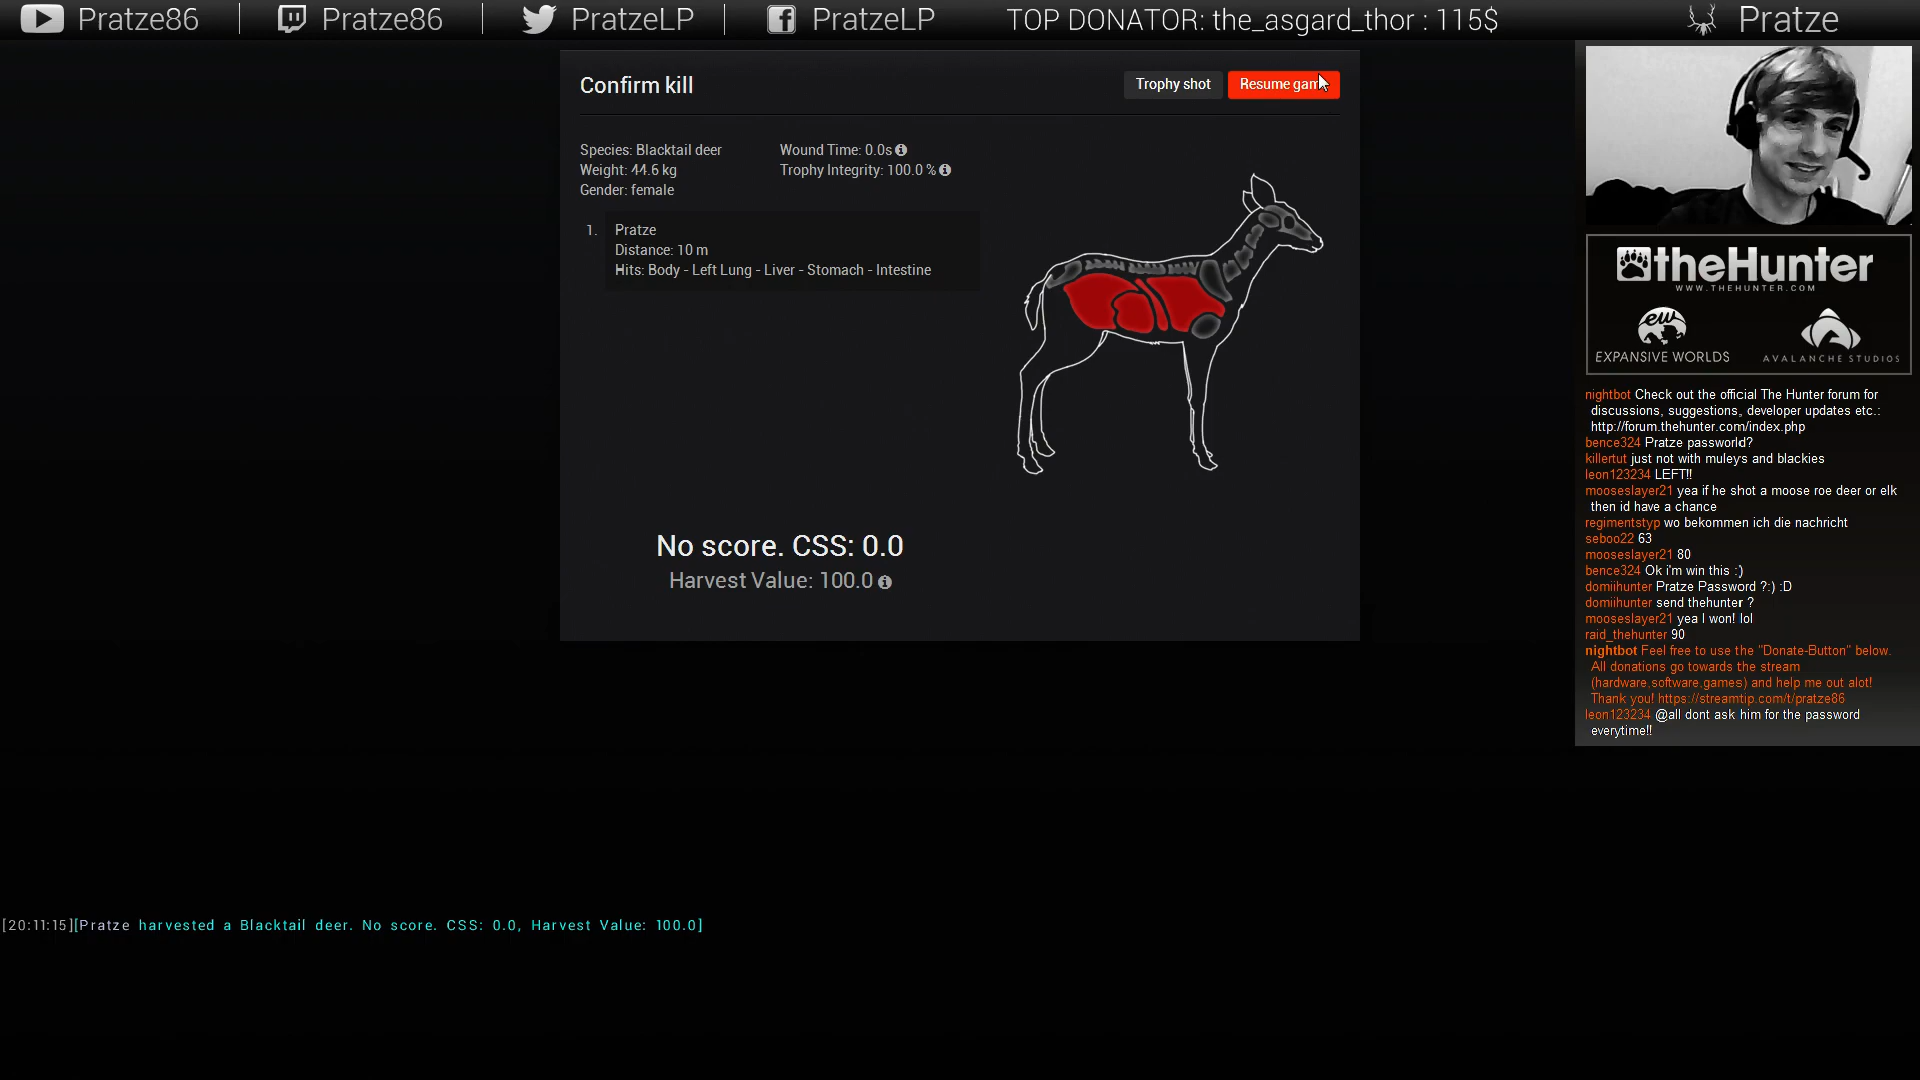 Pratze86
Pratze86
PratzeLP
PratzeLP
TOP DONATOR: the_asgard_thor : 115$
Pratze
Confirm kill
Trophy shot
Resume game
Species: Blacktail deer
Weight: 44.6 kg
Gender: female
Wound Time: 0.0s
Trophy Integrity: 100.0 %
1.
Pratze
Distance: 10 m
Hits: Body - Left Lung - Liver - Stomach - Intestine
No score. CSS: 0.0
Harvest Value: 100.0
theHunter
WWW.THEHUNTER.COM
ew
EXPANSIVE WORLDS
AVALANCHE STUDIOS
nightbot Check out the official The Hunter forum for
discussions, suggestions, developer updates etc.:
http://forum.thehunter.com/index.php
bence324 Pratze passworld?
killertut just not with muleys and blackies
leon123234 LEFT!!
mooseslayer21 yea if he shot a moose roe deer or elk
then id have a chance
regimentstyp wo bekommen ich die nachricht
seboo22 63
mooseslayer21 80
bence324 Ok i'm win this :)
domiihunter Pratze Password ?:) :D
domiihunter send thehunter ?
mooseslayer21 yea I won! lol
raid_thehunter 90
nightbot Feel free to use the "Donate-Button" below.
All donations go towards the stream
(hardware,software,games) and help me out alot!
Thank you! https://streamtip.com/t/pratze86
leon123234 @all dont ask him for the password
everytime!!
[20:11:15][Pratze harvested a Blacktail deer. No score. CSS: 0.0, Harvest Value: 100.0]